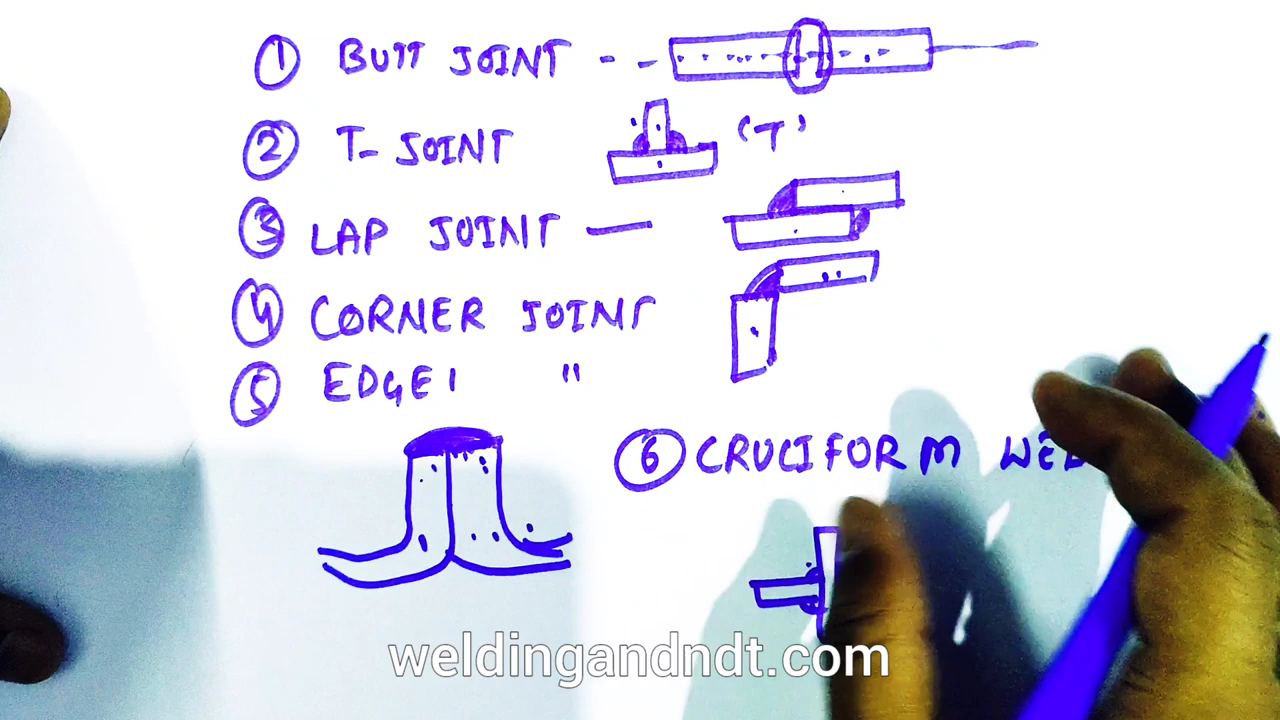 ① BUTT JOINT
② T- JOINT (T)
③ LAP JOINT
④ CORNER JOINT
⑤ EDGE "
⑥ CRUCIFORM
weldingandndt.com